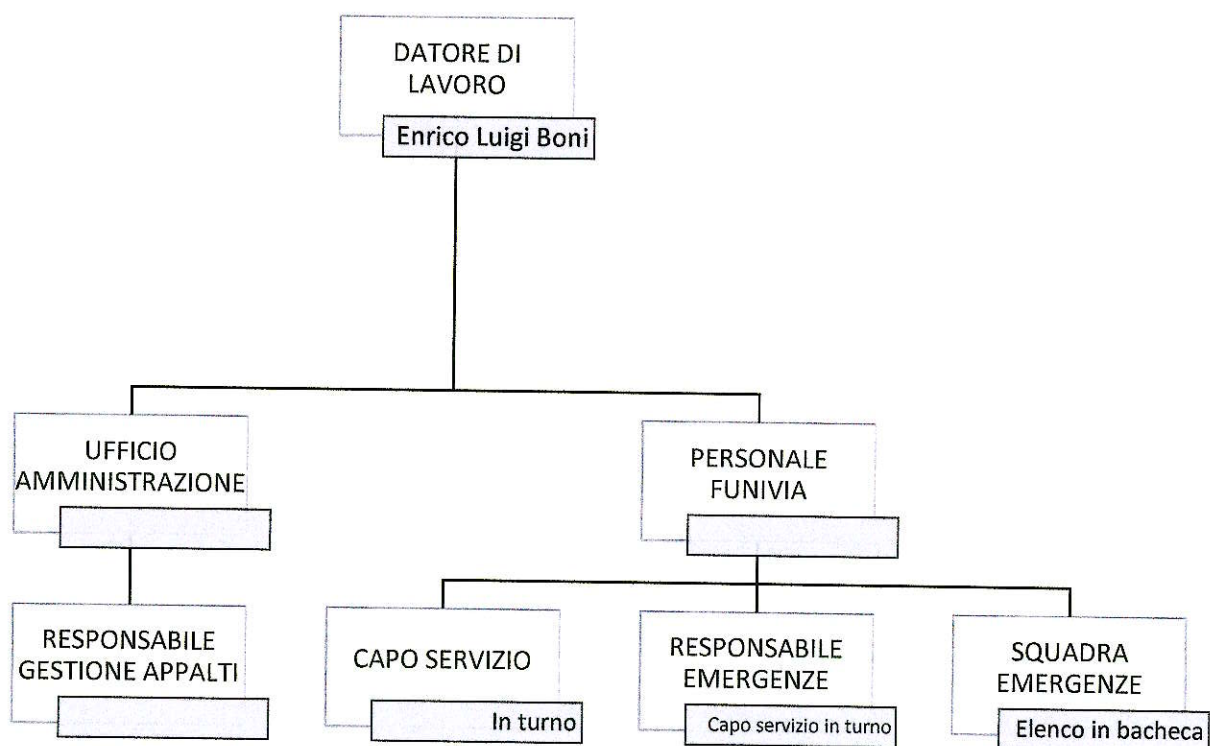 DATORE DI
LAVORO
Enrico Luigi Boni
UFFICIO
AMMINISTRAZIONE
PERSONALE
FUNIVIA
RESPONSABILE
GESTIONE APPALTI
CAPO SERVIZIO
In turno
RESPONSABILE
EMERGENZE
Capo servizio in turno
SQUADRA
EMERGENZE
Elenco in bacheca